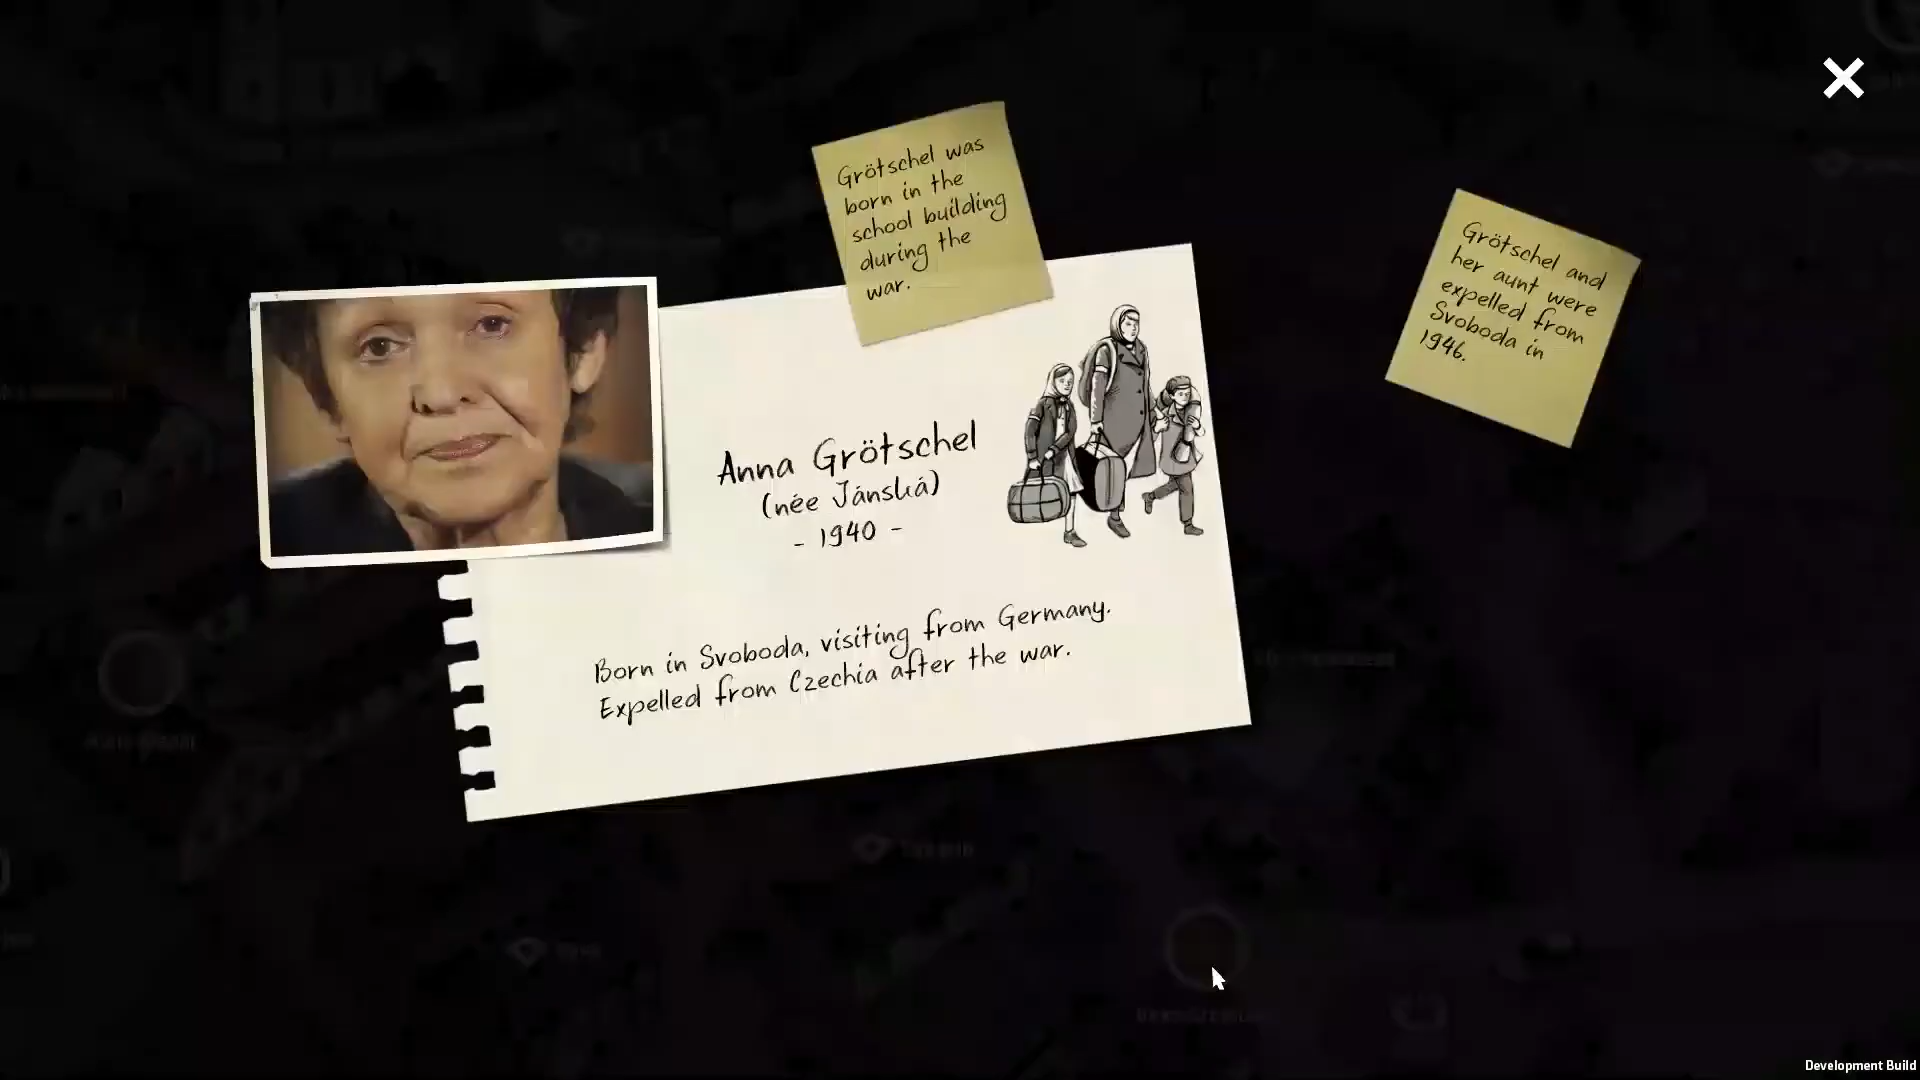 Grötschel was
born in the
school building
during the
war.
Grötschel and
her aunt were
expelled from
Svoboda in
1946.
Anna Grötschel
(née Jánská)
- 1940 -
Born in Svoboda, visiting from Germany.
Expelled from Czechia after the war.
Development Build